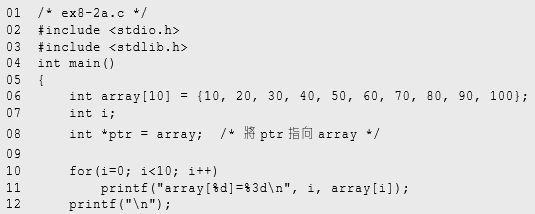 01 /* ex8-2a.c */
02 #include <stdio.h>
03 #include <stdlib.h>
04 int main()
05 {
06     int array[10] = {10, 20, 30, 40, 50, 60, 70, 80, 90, 100};
07     int i;
08     int *ptr = array;  /* 將 ptr 指向 array */
09
10     for(i=0; i<10; i++)
11         printf("array[%d]=%3d\n", i, array[i]);
12     printf("\n");